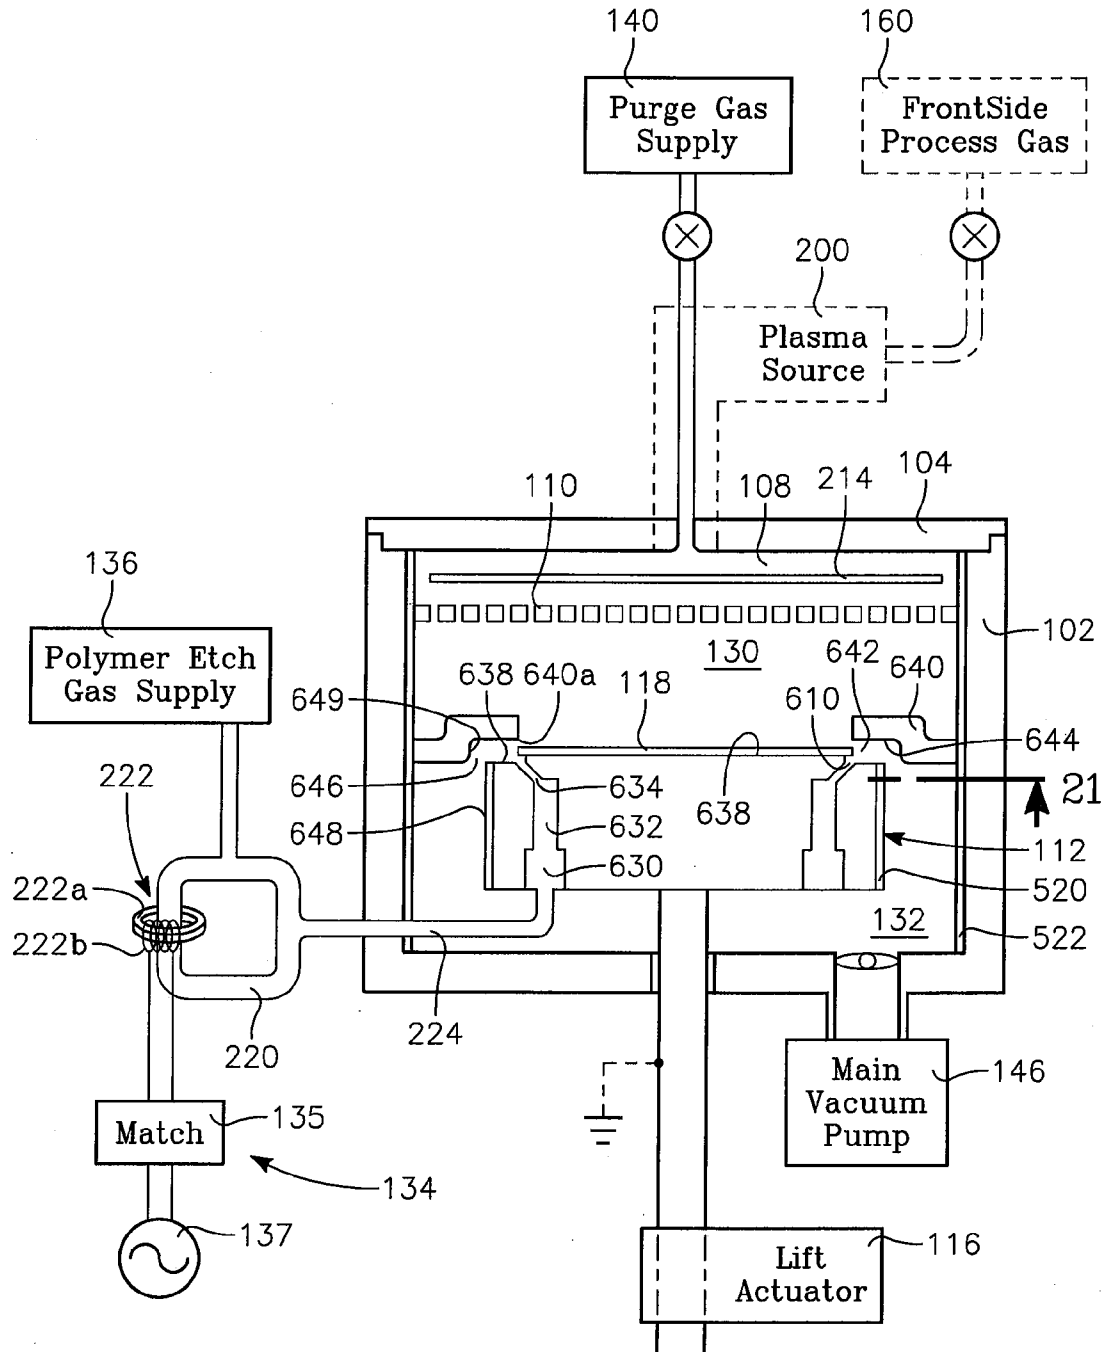 140
160
Purge Gas
Supply
FrontSide
Process Gas
200
Plasma
Source
104
214
108
110
136
102
Polymer Etch
Gas Supply
130
642
640
638
640a
118
610
649
644
646
634
21
222
638
648
632
112
630
222a
520
132
222b
522
224
220
Main
Vacuum
Pump
146
135
Match
134
137
116
Lift
Actuator